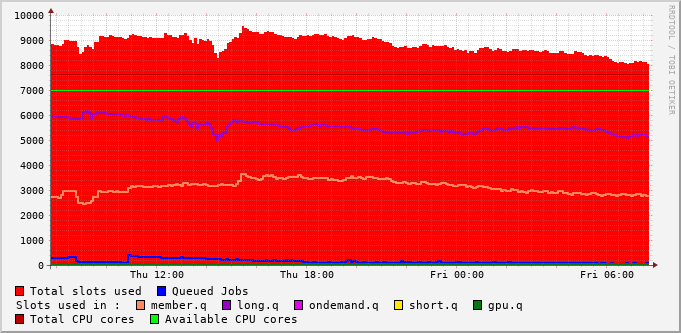 10000
9000
8000
7000
6000
5000
4000
3000
2000
1000
0
Thu 12:00 Thu 18:00 Fri 00:00 Fri 06:00
Total slots used Queued Jobs
Slots used in : member.q long.q ondemand.q short.q gpu.q
Total CPU cores Available CPU cores
RRDTOOL / TOBI OETIKER